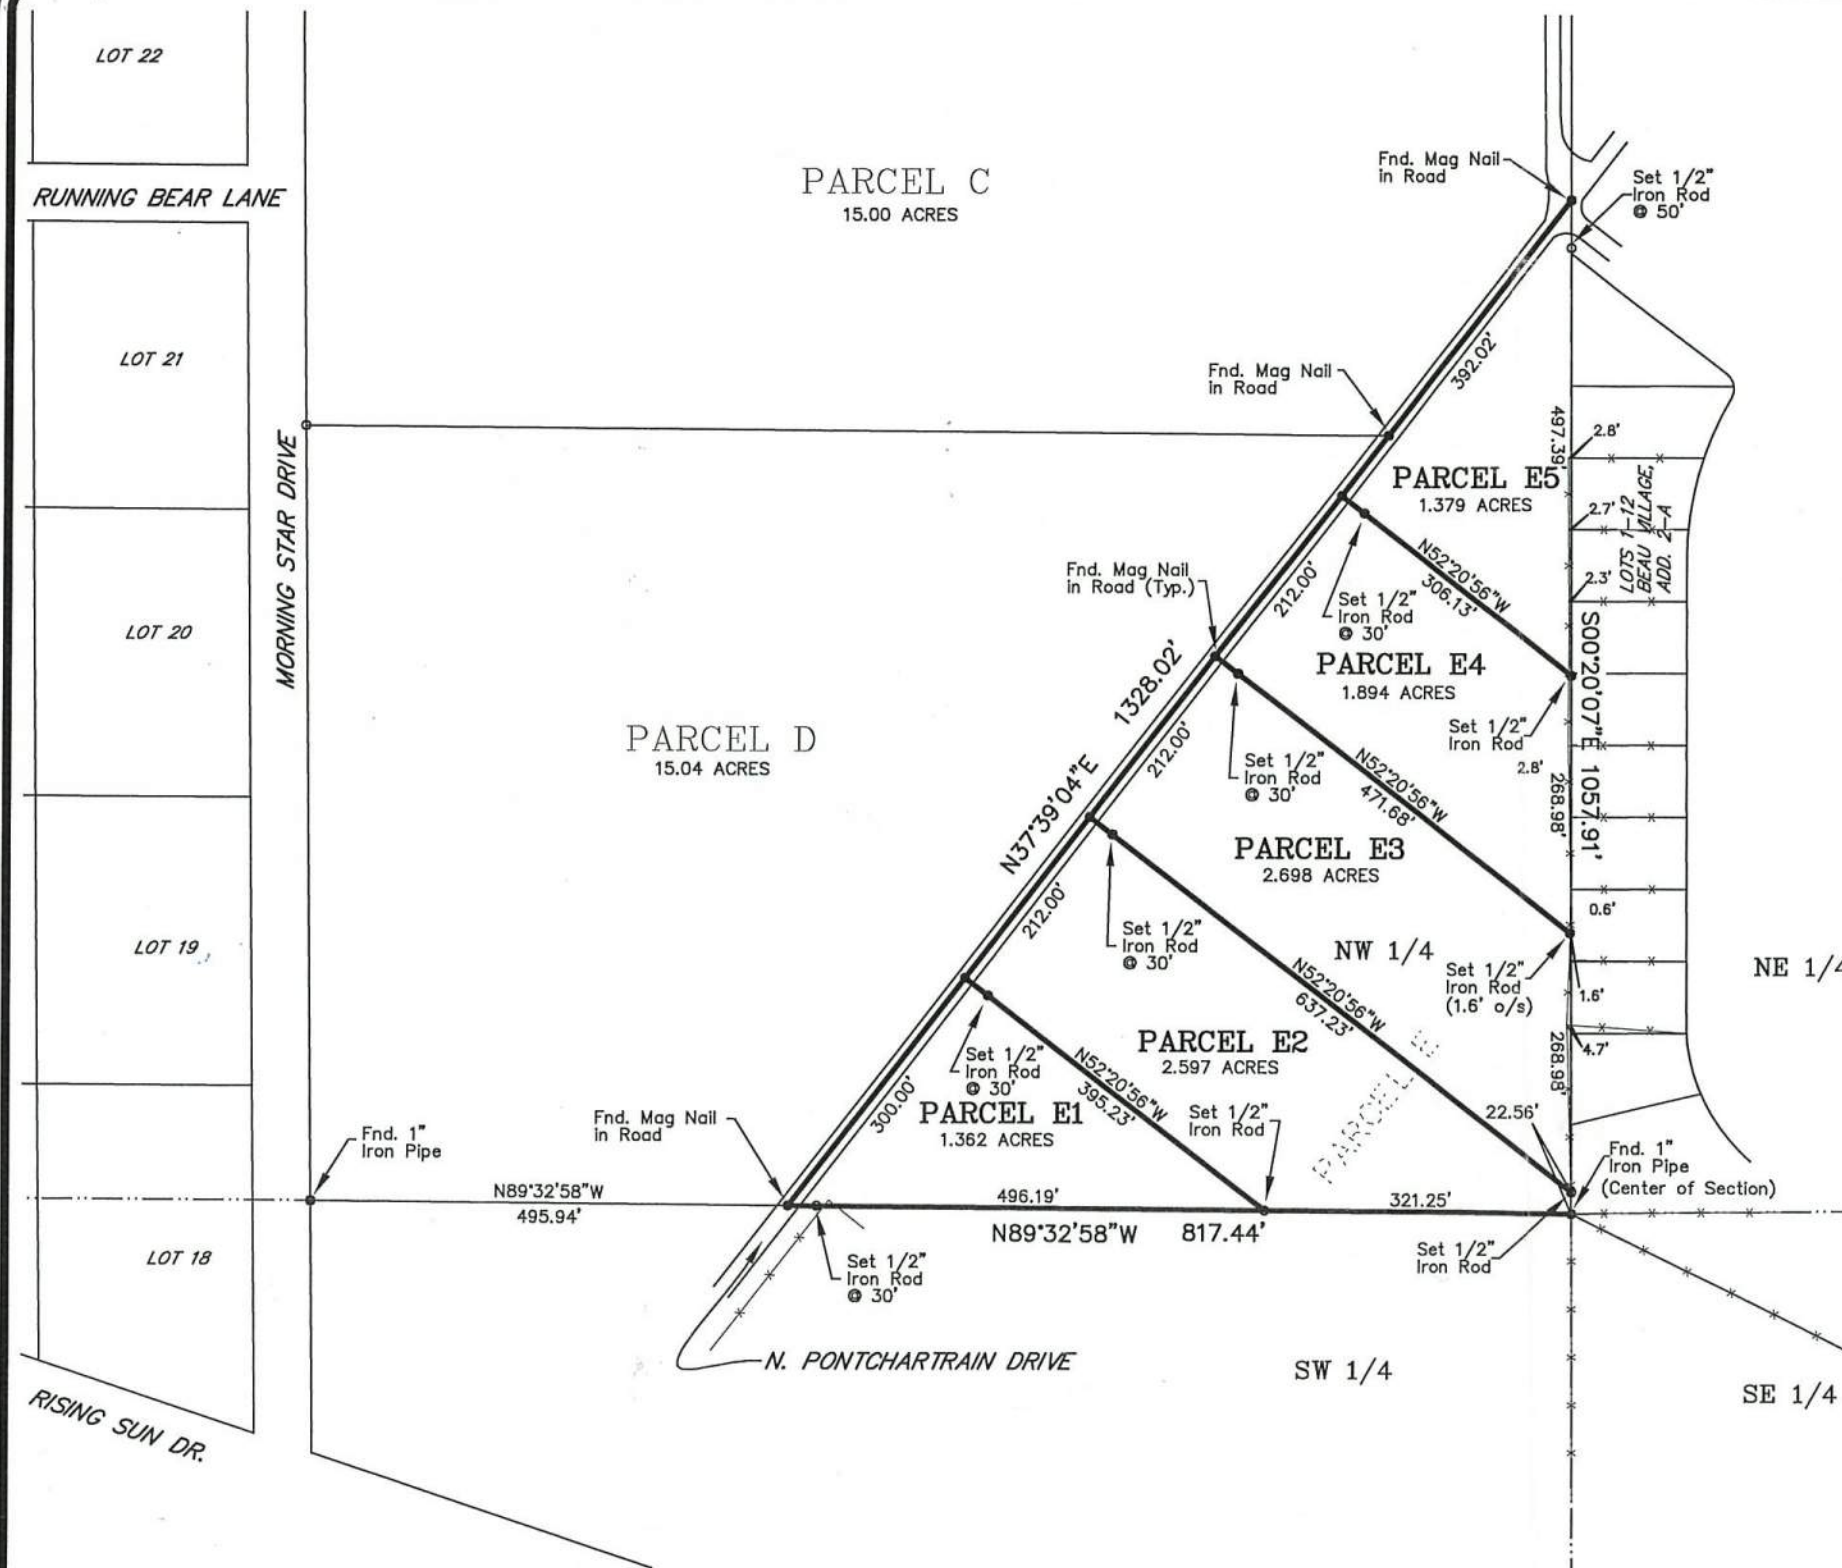 LOT 22
RUNNING BEAR LANE
PARCEL C
15.00 ACRES
Fnd. Mag Nail
in Road
Set 1/2"
Iron Rod
@ 50'
LOT 21
392.02'
Fnd. Mag Nail
in Road
497.39'
2.8'
PARCEL E5
1.379 ACRES
2.7'
LOTS 1-12
BEAU VILLAGE,
ADD. 2-A
MORNING STAR DRIVE
N52°20'56"W
306.13'
Fnd. Mag Nail
in Road (Typ.)
212.00'
2.3'
Set 1/2"
Iron Rod
@ 30'
LOT 20
PARCEL E4
1.894 ACRES
1328.02'
S00°20'07"E 1057.91'
PARCEL D
15.04 ACRES
212.00'
Set 1/2"
Iron Rod
2.8'
Set 1/2"
Iron Rod
@ 30'
N52°20'56"W
471.68'
268.98'
N37°39'04"E
PARCEL E3
2.698 ACRES
212.00'
0.6'
LOT 19
Set 1/2"
Iron Rod
@ 30'
NW 1/4
NE 1/4
Set 1/2"
Iron Rod
(1.6' o/s)
N52°20'56"W
637.23'
1.6'
PARCEL E2
2.597 ACRES
4.7'
268.98'
Set 1/2"
Iron Rod
@ 30'
N52°20'56"W
395.23'
PARCEL E
300.00'
PARCEL E1
1.362 ACRES
Set 1/2"
Iron Rod
22.56'
Fnd. Mag Nail
in Road
Fnd. 1"
Iron Pipe
Fnd. 1"
Iron Pipe
(Center of Section)
N89°32'58"W
495.94'
496.19'
321.25'
N89°32'58"W 817.44'
LOT 18
Set 1/2"
Iron Rod
@ 30'
Set 1/2"
Iron Rod
N. PONTCHARTRAIN DRIVE
SW 1/4
SE 1/4
RISING SUN DR.